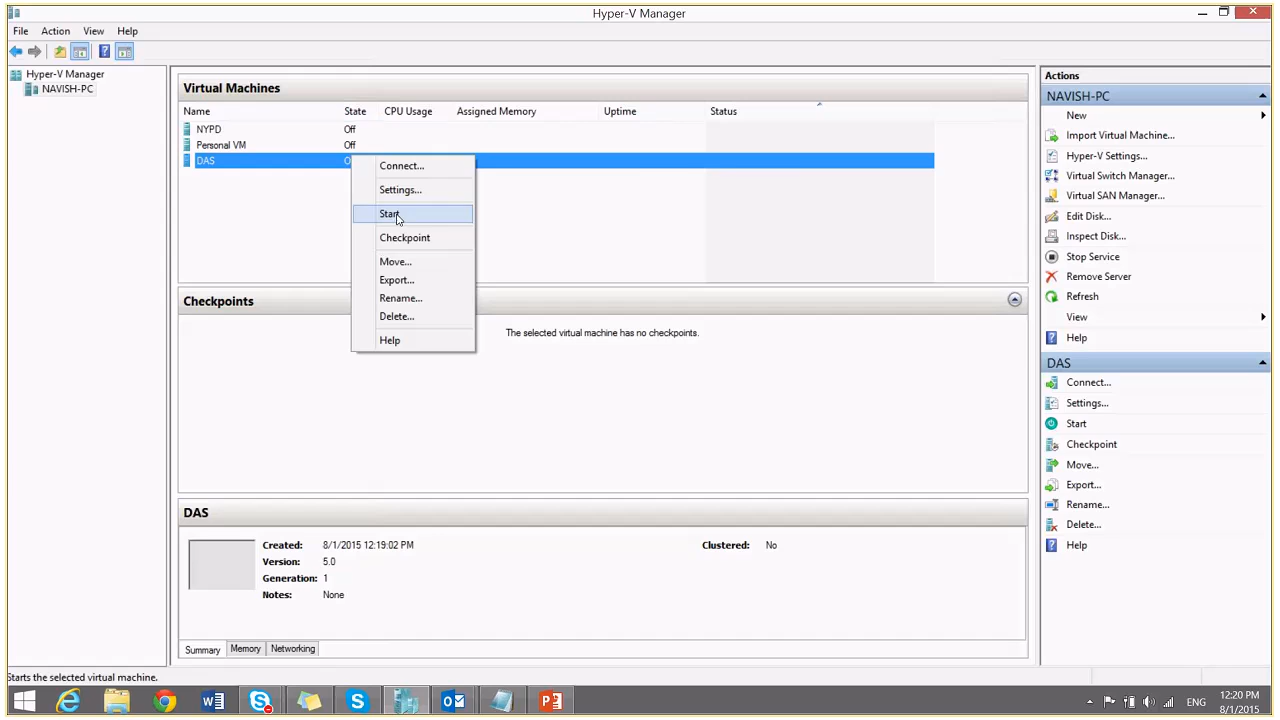 Hyper-V Manager
File Action View Help
Hyper-V Manager
NAVISH-PC
Virtual Machines
Name State CPU Usage Assigned Memory Uptime Status
NYPD Off
Personal VM Off
DAS
Connect...
Settings...
Start
Checkpoint
Move...
Export...
Rename...
Delete...
Help
Checkpoints
The selected virtual machine has no checkpoints.
DAS
Created: 8/1/2015 12:19:02 PM Clustered: No
Version: 5.0
Generation: 1
Notes: None
Summary Memory Networking
Actions
NAVISH-PC
New
Import Virtual Machine...
Hyper-V Settings...
Virtual Switch Manager...
Virtual SAN Manager...
Edit Disk...
Inspect Disk...
Stop Service
Remove Server
Refresh
View
Help
DAS
Connect...
Settings...
Start
Checkpoint
Move...
Export...
Rename...
Delete...
Help
Starts the selected virtual machine.
ENG
12:20 PM
8/1/2015